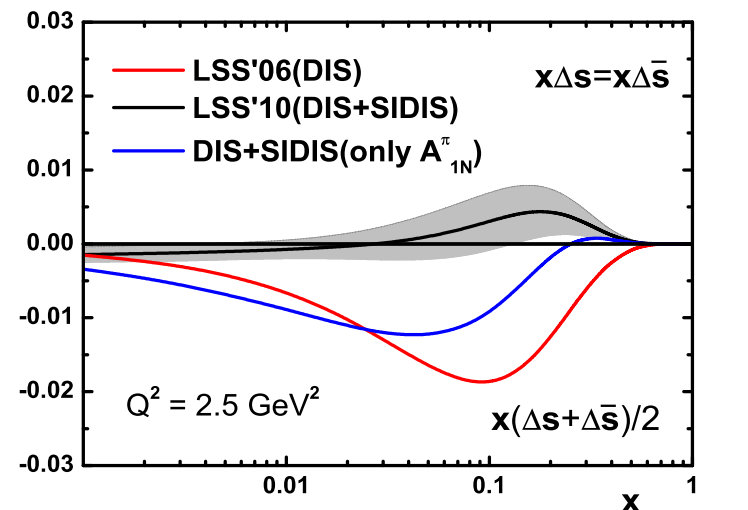 0.03
0.02
0.01
0.00
-0.01
-0.02
-0.03
LSS'06(DIS)
LSS'10(DIS+SIDIS)
DIS+SIDIS(only A^π_1N)
xΔs=xΔs̄
Q² = 2.5 GeV²
x(Δs+Δs̄)/2
0.01
0.1
1
x